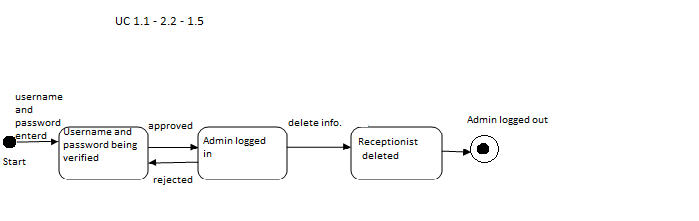 UC 1.1 - 2.2 - 1.5
username
and
password
enterd
Start
Username and
password being
verified
approved
rejected
Admin logged
in
delete info.
Receptionist
deleted
Admin logged out